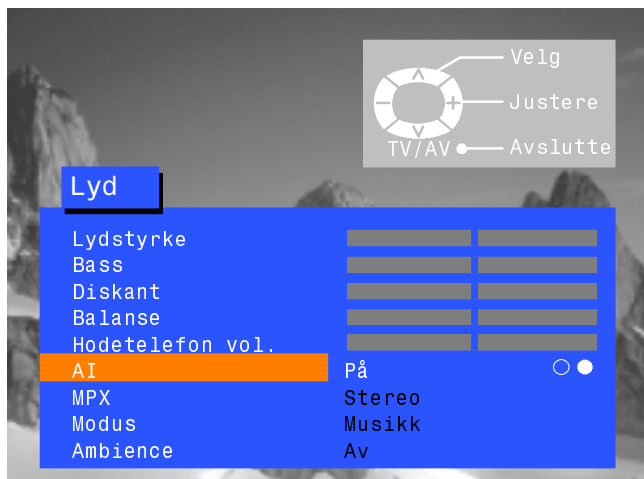 Velg
Justere
TV/AV Avslutte
Lyd
Lydstyrke
Bass
Diskant
Balanse
Hodetelefon vol.
AI På
MPX Stereo
Modus Musikk
Ambience Av